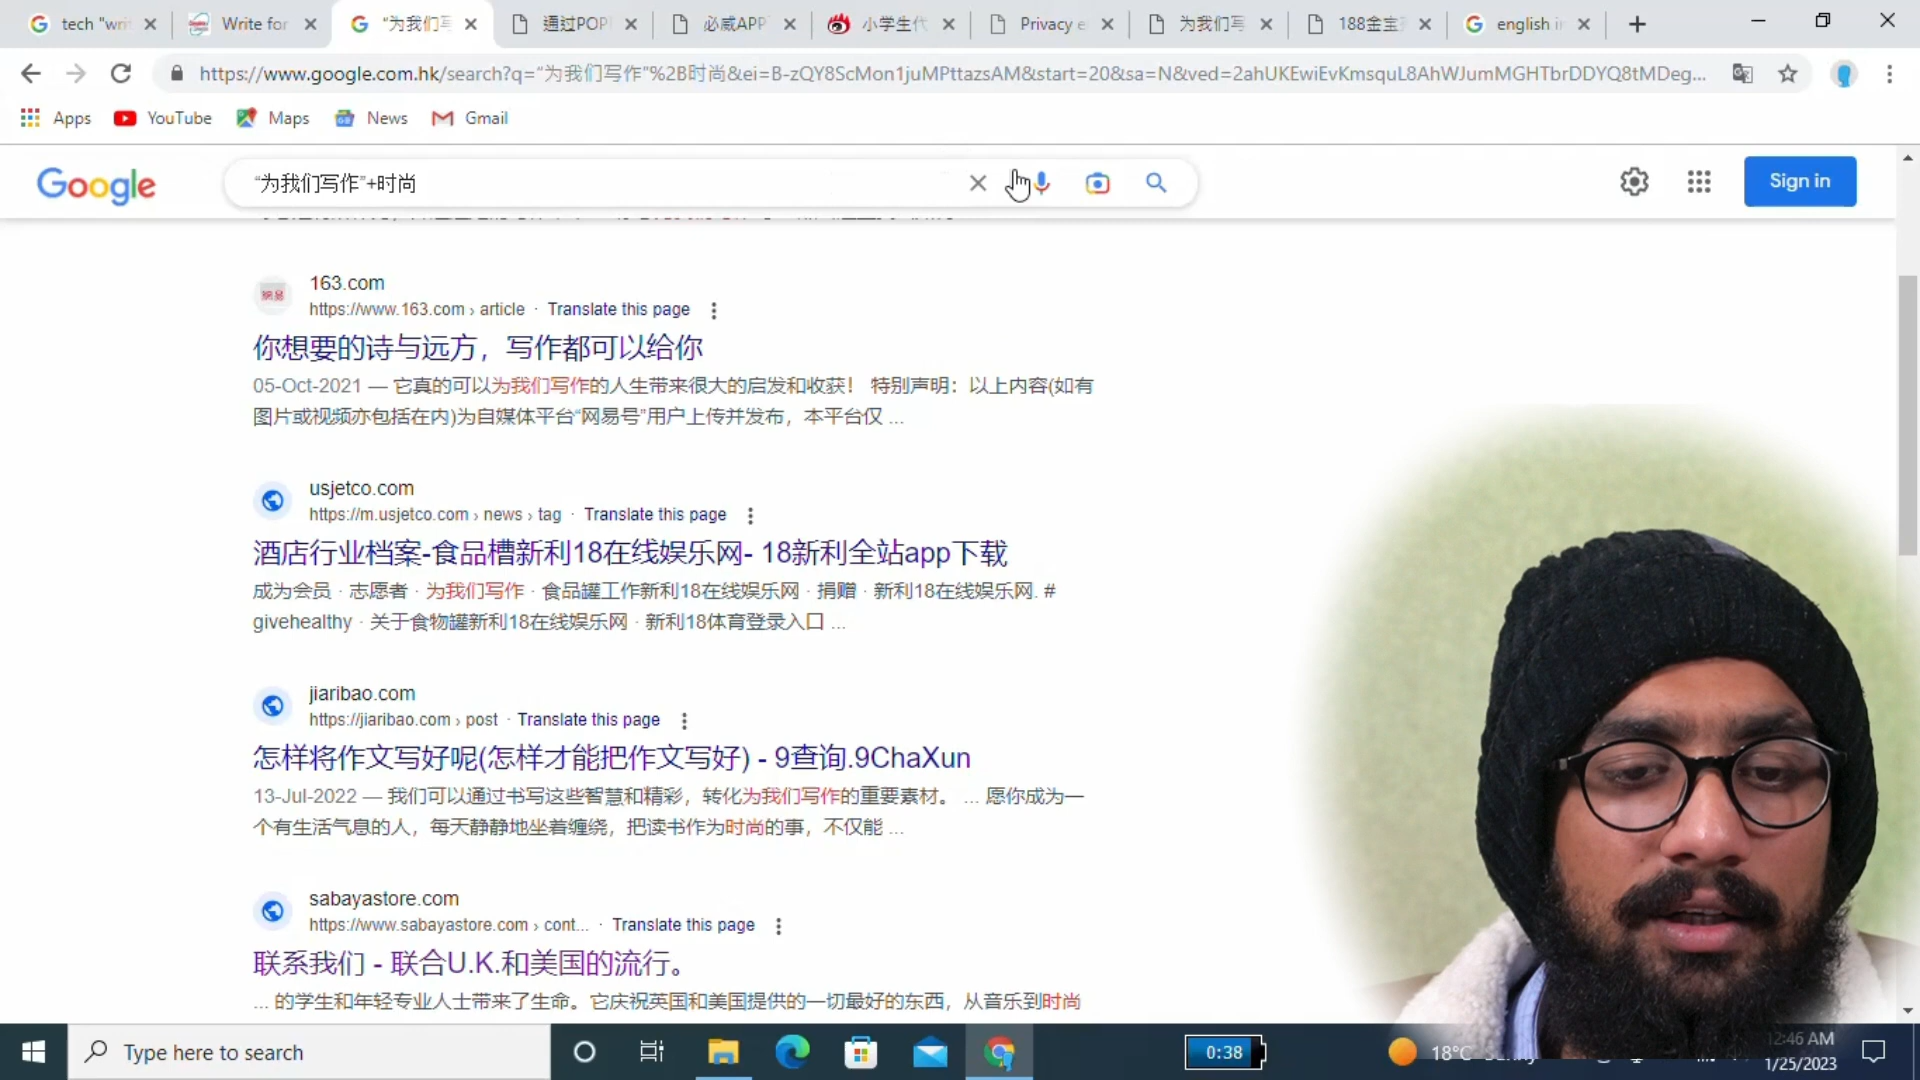 tech "wri
Write for
"为我们写
通过POP
必威APP
小学生代
Privacy e
为我们写
188金宝
english in
https://www.google.com.hk/search?q="为我们写作"%2B时尚&ei=B-zQY8ScMon1juMPttazsAM&start=20&sa=N&ved=2ahUKEwiEvKmsquL8AhWJumMGHTbrDDYQ8tMDeg...
Apps
YouTube
Maps
News
Gmail
Google
"为我们写作"+时尚
Sign in
163.com
https://www.163.com › article · Translate this page
你想要的诗与远方，写作都可以给你
05-Oct-2021 — 它真的可以为我们写作的人生带来很大的启发和收获！ 特别声明：以上内容(如有
图片或视频亦包括在内)为自媒体平台"网易号"用户上传并发布，本平台仅 ...
usjetco.com
https://m.usjetco.com › news › tag · Translate this page
酒店行业档案-食品槽新利18在线娱乐网- 18新利全站app下载
成为会员 · 志愿者 · 为我们写作 · 食品罐工作新利18在线娱乐网 · 捐赠 · 新利18在线娱乐网. #
givehealthy · 关于食物罐新利18在线娱乐网 · 新利18体育登录入口 ...
jiaribao.com
https://jiaribao.com › post · Translate this page
怎样将作文写好呢(怎样才能把作文写好) - 9查询.9ChaXun
13-Jul-2022 — 我们可以通过书写这些智慧和精彩，转化为我们写作的重要素材。 ... 愿你成为一
个有生活气息的人，每天静静地坐着缠绕，把读书作为时尚的事，不仅能 ...
sabayastore.com
https://www.sabayastore.com › cont... · Translate this page
联系我们 - 联合U.K.和美国的流行。
... 的学生和年轻专业人士带来了生命。它庆祝英国和美国提供的一切最好的东西，从音乐到时尚
Type here to search
0:38
18°C
12:46 AM
1/25/2023